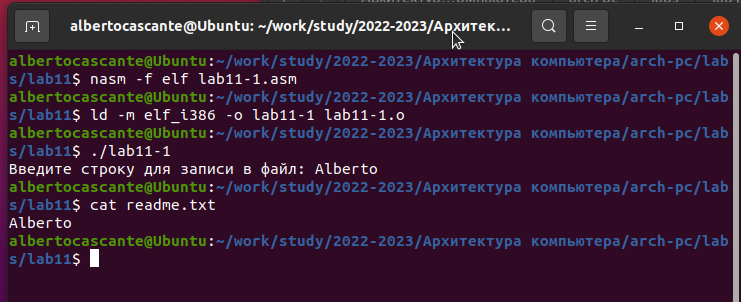 albertocascante@Ubuntu: ~/work/study/2022-2023/Архитек...
albertocascante@Ubuntu:~/work/study/2022-2023/Архитектура компьютера/arch-pc/lab
s/lab11$ nasm -f elf lab11-1.asm
albertocascante@Ubuntu:~/work/study/2022-2023/Архитектура компьютера/arch-pc/lab
s/lab11$ ld -m elf_i386 -o lab11-1 lab11-1.o
albertocascante@Ubuntu:~/work/study/2022-2023/Архитектура компьютера/arch-pc/lab
s/lab11$ ./lab11-1
Введите строку для записи в файл: Alberto
albertocascante@Ubuntu:~/work/study/2022-2023/Архитектура компьютера/arch-pc/lab
s/lab11$ cat readme.txt
Alberto
albertocascante@Ubuntu:~/work/study/2022-2023/Архитектура компьютера/arch-pc/lab
s/lab11$